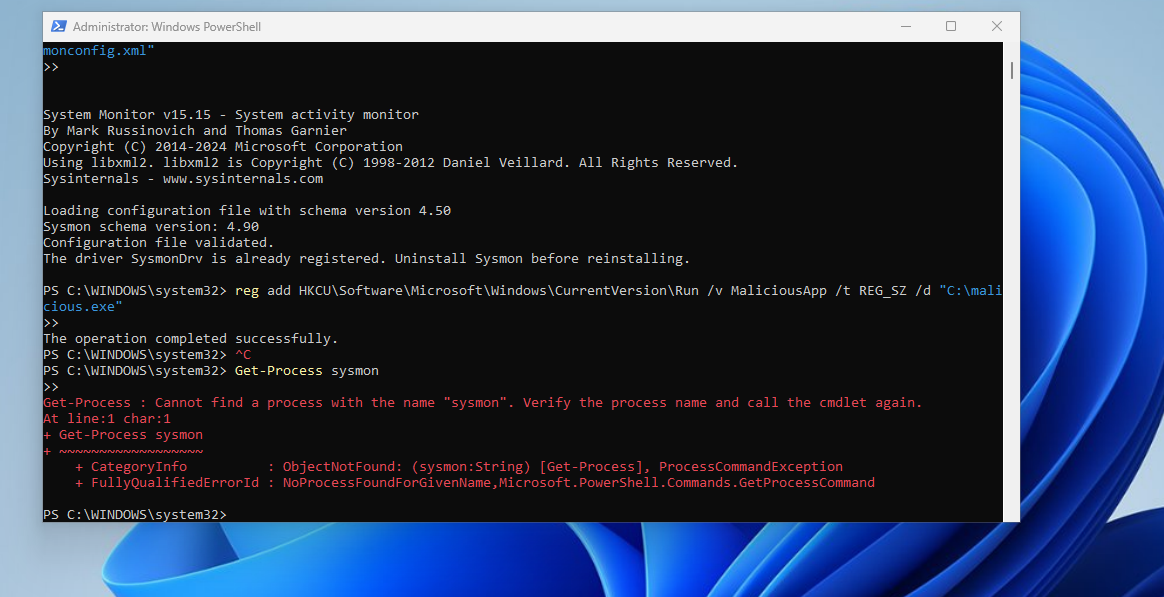 Administrator: Windows PowerShell
monconfig.xml"
>>
System Monitor v15.15 - System activity monitor
By Mark Russinovich and Thomas Garnier
Copyright (C) 2014-2024 Microsoft Corporation
Using libxml2. libxml2 is Copyright (C) 1998-2012 Daniel Veillard. All Rights Reserved.
Sysinternals - www.sysinternals.com
Loading configuration file with schema version 4.50
Sysmon schema version: 4.90
Configuration file validated.
The driver SysmonDrv is already registered. Uninstall Sysmon before reinstalling.
PS C:\WINDOWS\system32> reg add HKCU\Software\Microsoft\Windows\CurrentVersion\Run /v MaliciousApp /t REG_SZ /d "C:\mali
cious.exe"
>>
The operation completed successfully.
PS C:\WINDOWS\system32> ^C
PS C:\WINDOWS\system32> Get-Process sysmon
>>
Get-Process : Cannot find a process with the name "sysmon". Verify the process name and call the cmdlet again.
At line:1 char:1
+ Get-Process sysmon
+ ~~~~~~~~~~~~~~~~~~
    + CategoryInfo          : ObjectNotFound: (sysmon:String) [Get-Process], ProcessCommandException
    + FullyQualifiedErrorId : NoProcessFoundForGivenName,Microsoft.PowerShell.Commands.GetProcessCommand
PS C:\WINDOWS\system32>